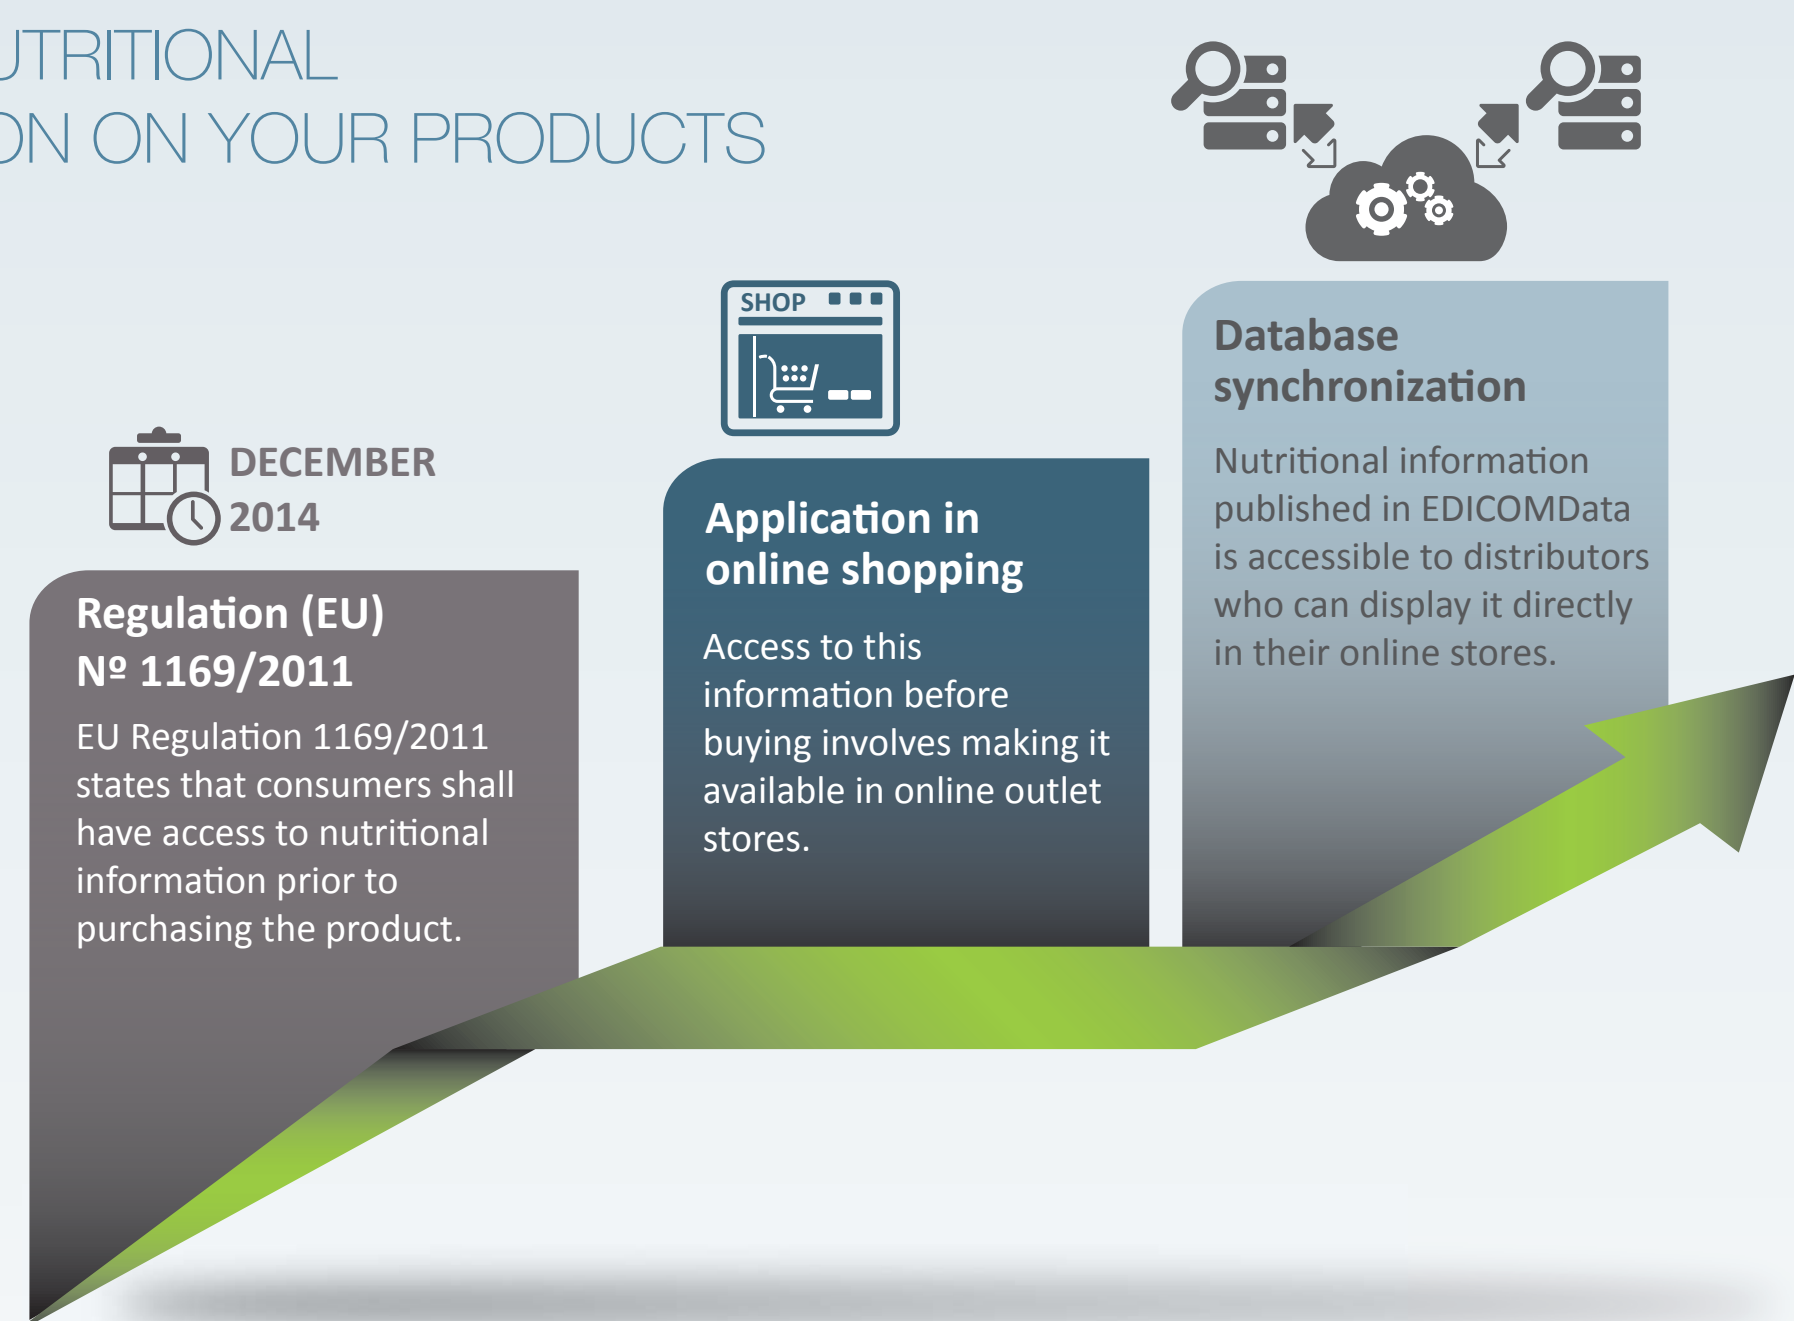 UTRITIONAL
ON ON YOUR PRODUCTS
DECEMBER
2014
Regulation (EU)
Nº 1169/2011
EU Regulation 1169/2011
states that consumers shall
have access to nutritional
information prior to
purchasing the product.
SHOP
Application in
online shopping
Access to this
information before
buying involves making it
available in online outlet
stores.
Database
synchronization
Nutritional information
published in EDICOMData
is accessible to distributors
who can display it directly
in their online stores.